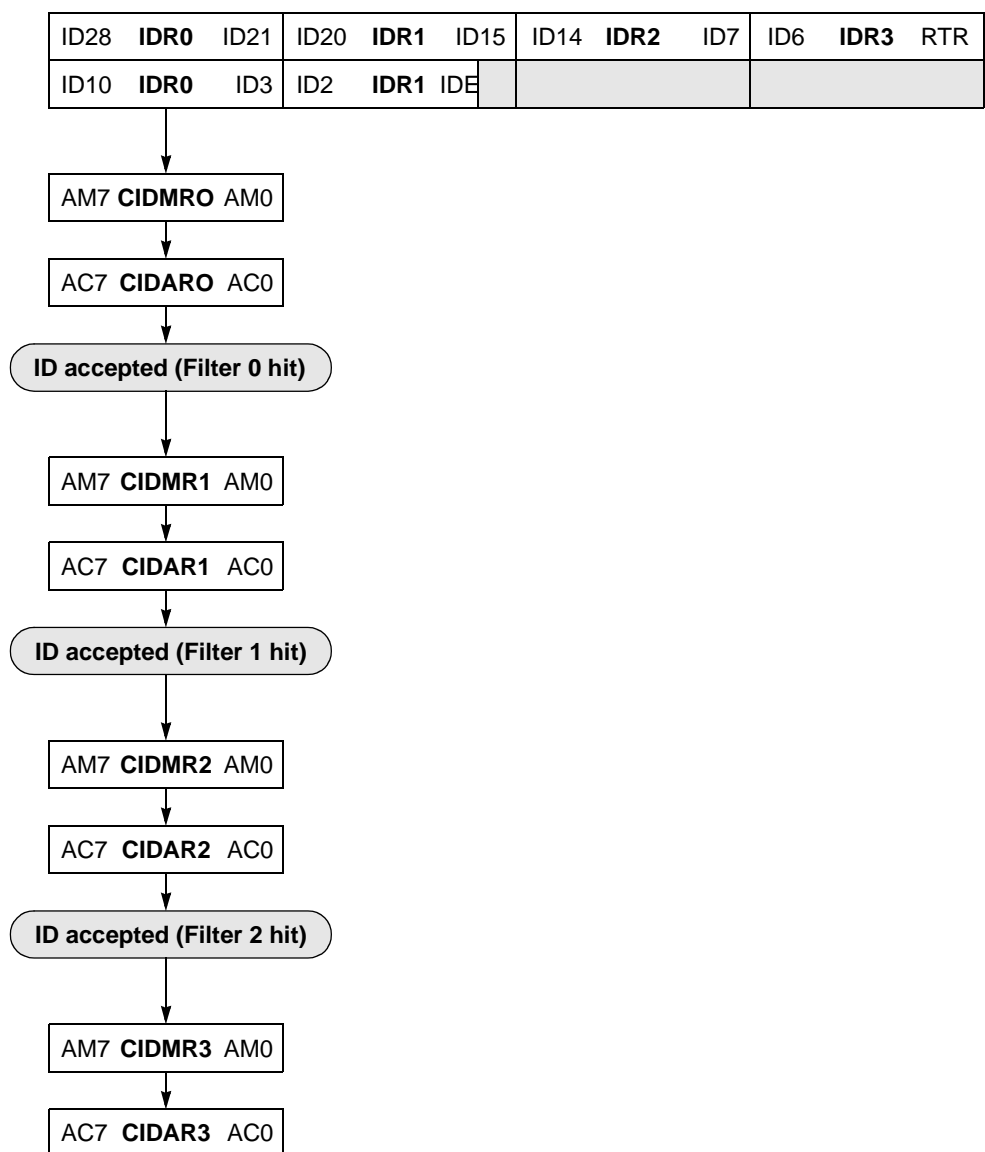 ID28 IDR0 ID21 ID20 IDR1 ID15 ID14 IDR2 ID7 ID6 IDR3 RTR
ID10 IDR0 ID3 ID2 IDR1 IDE
AM7 CIDMRO AM0
AC7 CIDARO AC0
ID accepted (Filter 0 hit)
AM7 CIDMR1 AM0
AC7 CIDAR1 AC0
ID accepted (Filter 1 hit)
AM7 CIDMR2 AM0
AC7 CIDAR2 AC0
ID accepted (Filter 2 hit)
AM7 CIDMR3 AM0
AC7 CIDAR3 AC0